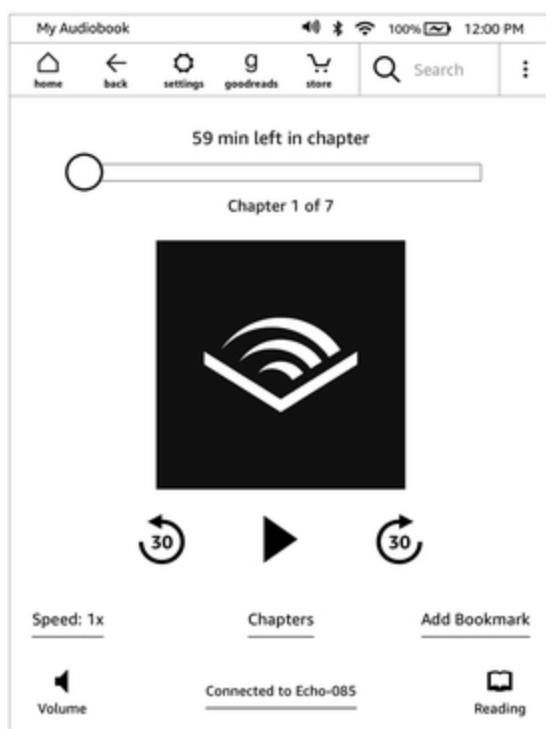 My Audiobook 100% 12:00 PM
home back settings goodreads store Search
59 min left in chapter
Chapter 1 of 7
30 30
Speed: 1x Chapters Add Bookmark
Volume Connected to Echo-085 Reading